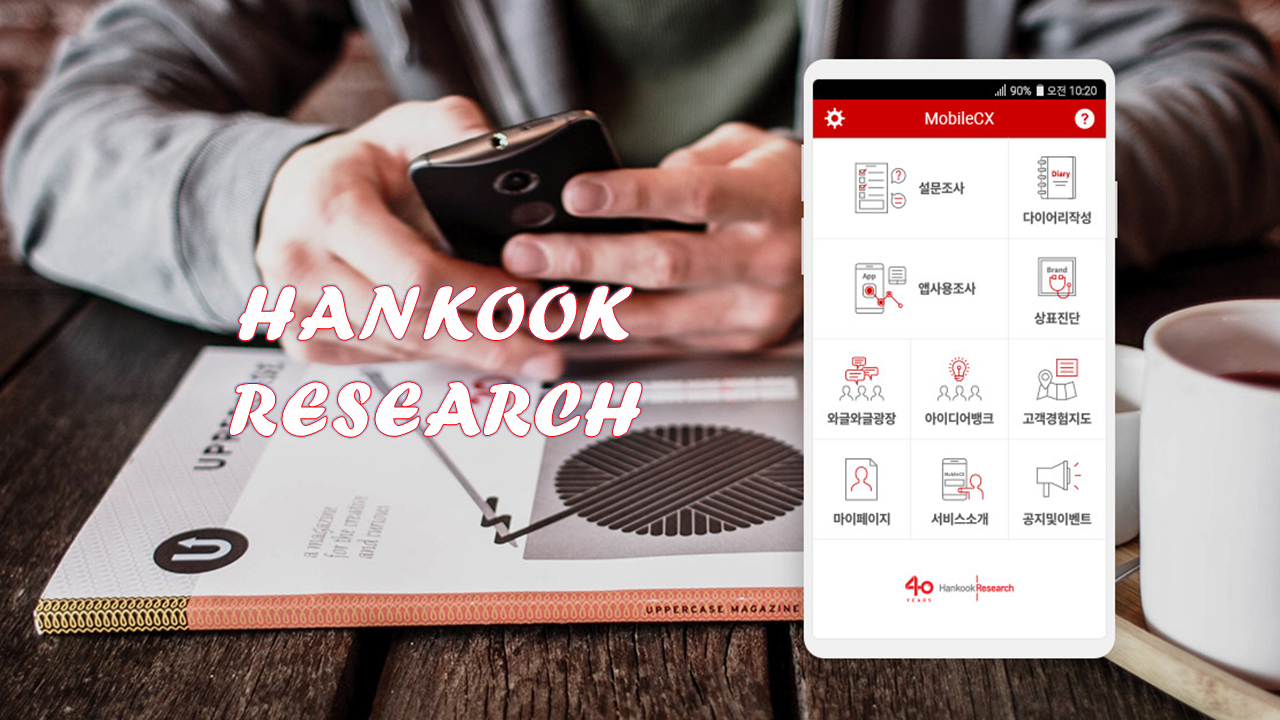 HANKOOK
RESEARCH
UPPERCASE
a magazine
for the creative
and curious
UPPERCASE MAGAZINE
90% 오전 10:20
MobileCX
?
?
설문조사
Diary
다이어리작성
App
앱사용조사
Brand
상표진단
와글와글광장
아이디어뱅크
고객경험지도
마이페이지
MobileCX
서비스소개
공지및이벤트
40
YEARS
Hankook Research